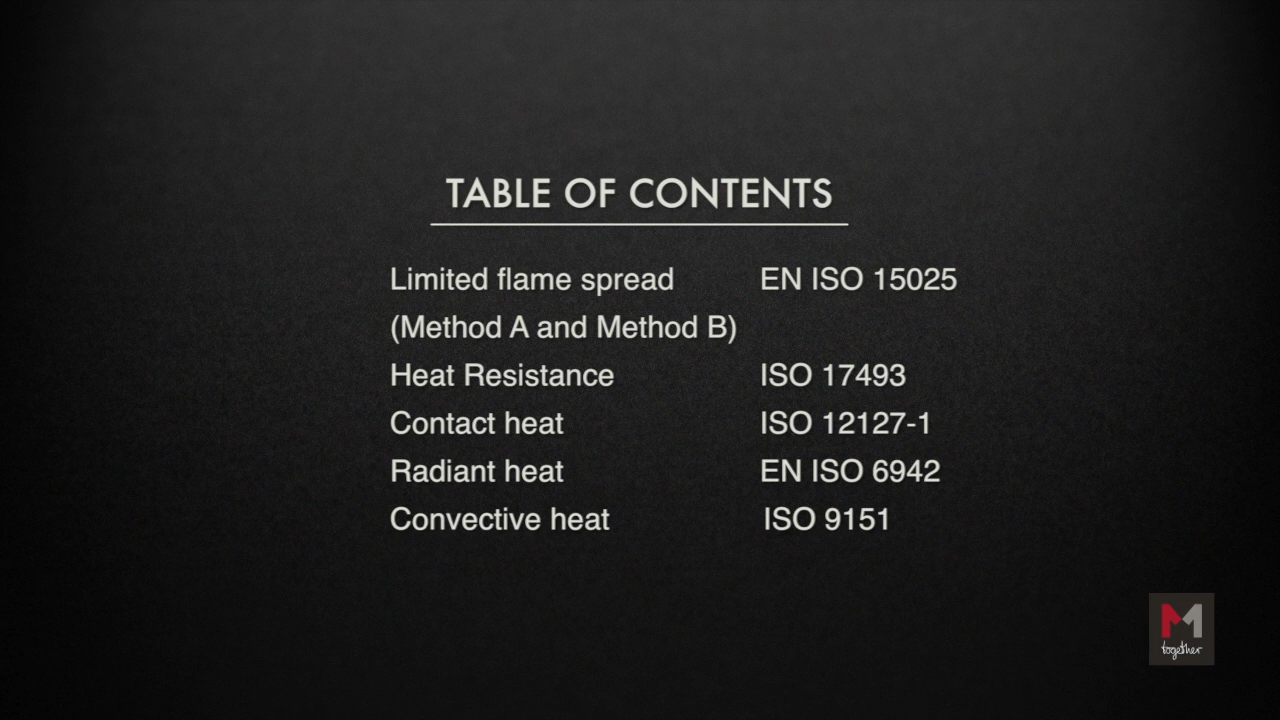 TABLE OF CONTENTS
Limited flame spread EN ISO 15025
(Method A and Method B)
Heat Resistance ISO 17493
Contact heat ISO 12127-1
Radiant heat EN ISO 6942
Convective heat ISO 9151
M
together